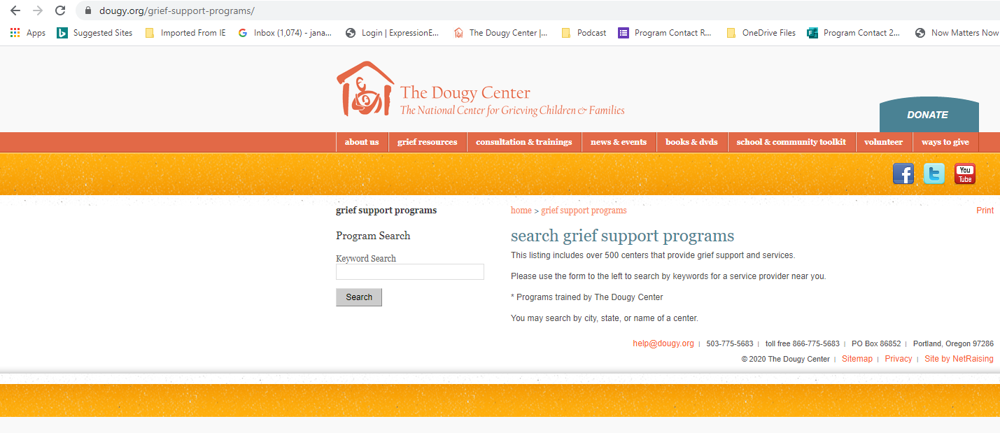 dougy.org/grief-support-programs/
Apps Suggested Sites Imported From IE Inbox (1,074) - jana... Login | ExpressionE... The Dougy Center |... Podcast Program Contact R... OneDrive Files Program Contact 2... Now Matters Now
The Dougy Center
The National Center for Grieving Children & Families
DONATE
about us grief resources consultation & trainings news & events books & dvds school & community toolkit volunteer ways to give
You
Tube
grief support programs
Program Search
Keyword Search
Search
home > grief support programs
Print
search grief support programs
This listing includes over 500 centers that provide grief support and services.
Please use the form to the left to search by keywords for a service provider near you.
* Programs trained by The Dougy Center
You may search by city, state, or name of a center.
help@dougy.org | 503-775-5683 | toll free 866-775-5683 | PO Box 86852 | Portland, Oregon 97286
© 2020 The Dougy Center | Sitemap | Privacy | Site by NetRaising